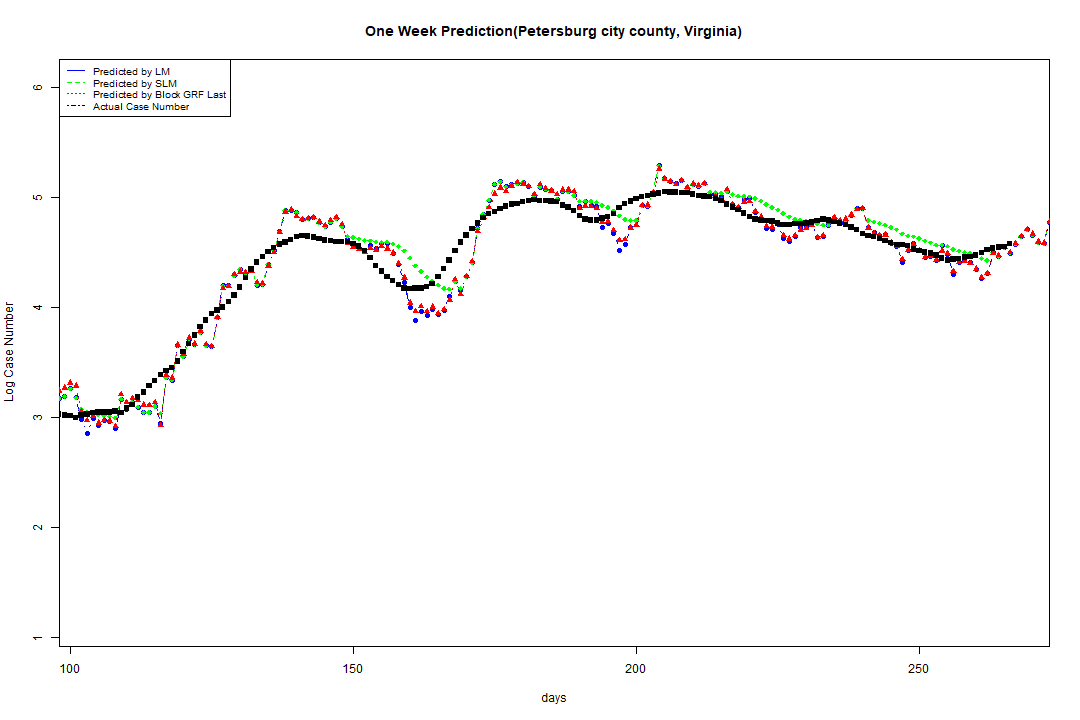 One Week Prediction(Petersburg city county, Virginia)
Predicted by LM
Predicted by SLM
Predicted by Block GRF Last
Actual Case Number
6
5
4
3
2
1
Log Case Number
100
150
200
250
days